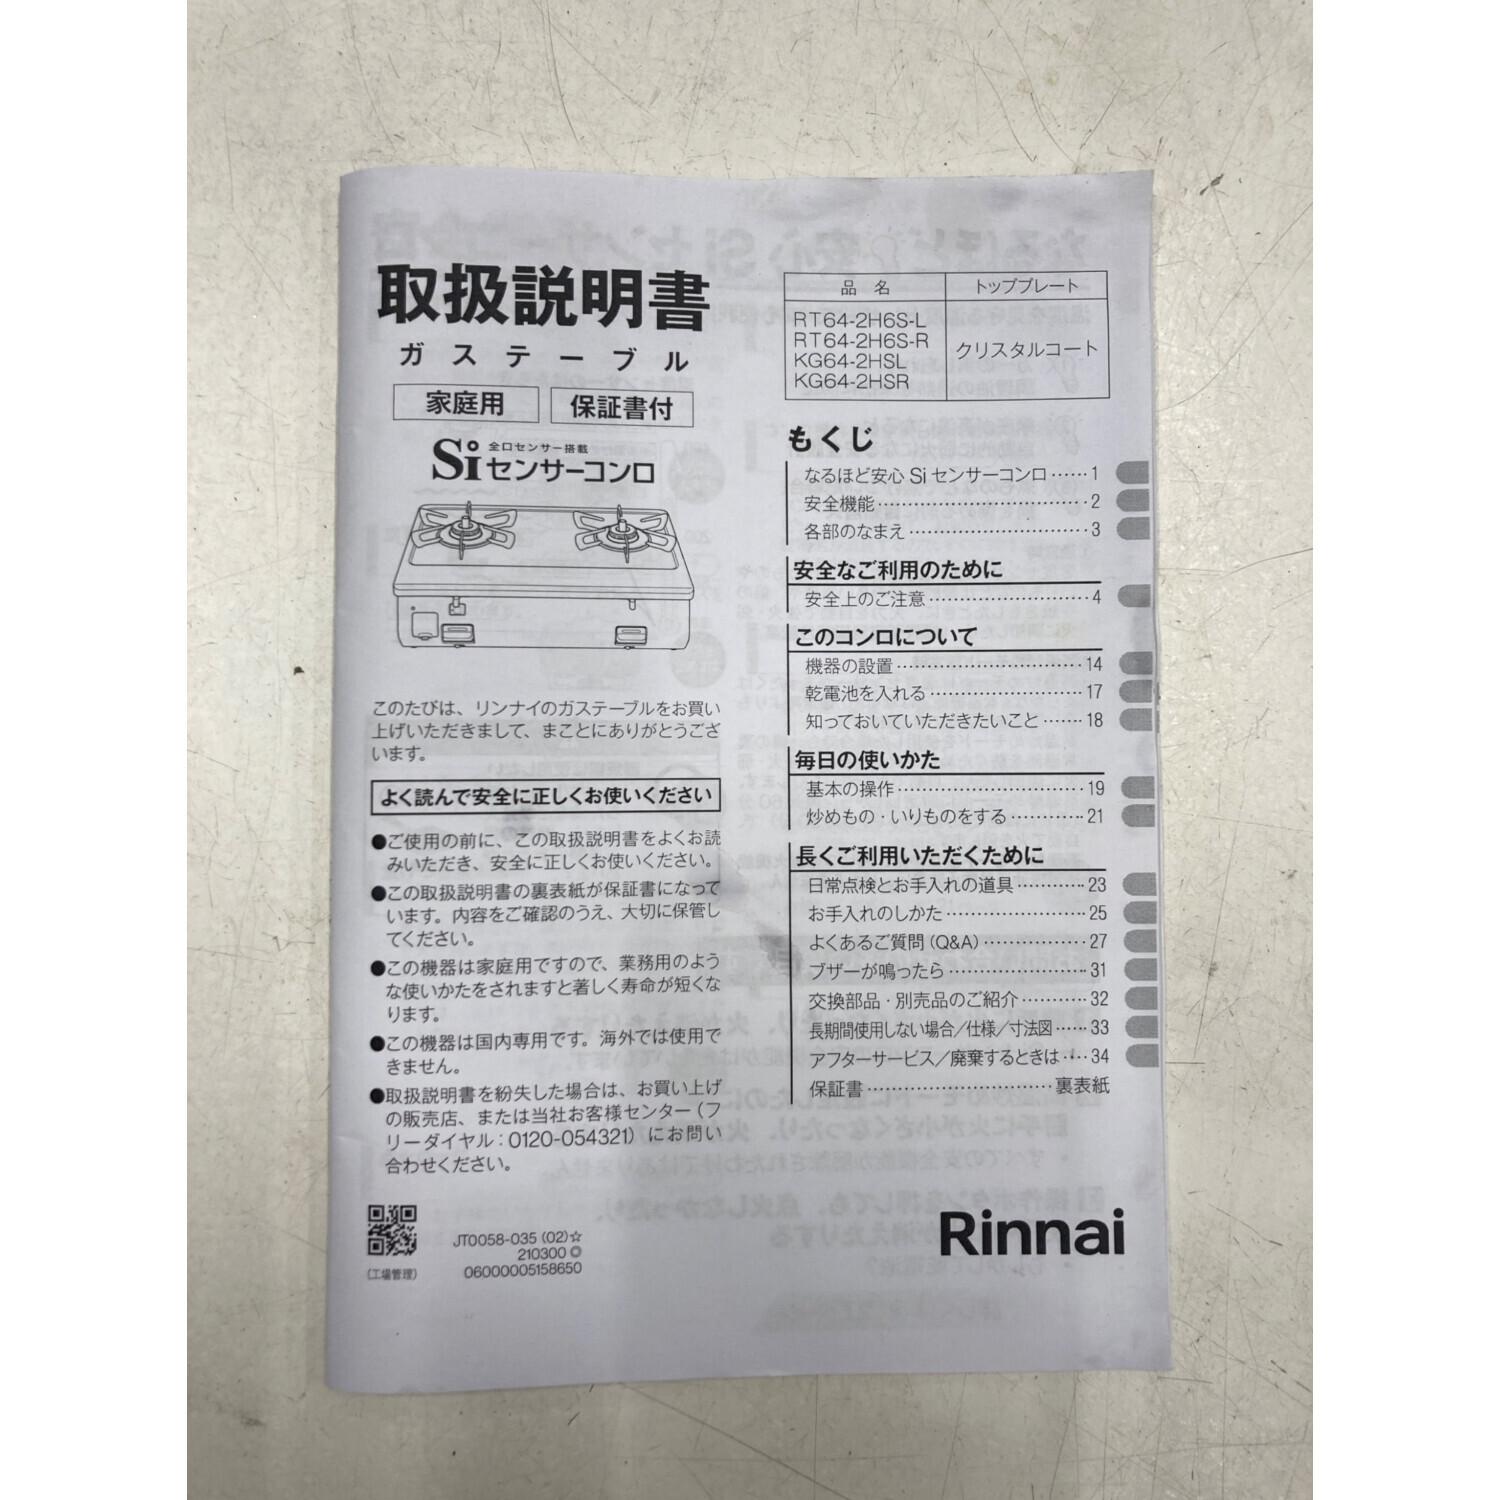 取扱説明書
ガステーブル
家庭用
保証書付
全口センサー搭載
Siセンサーコンロ
このたびは、リンナイのガステーブルをお買い
上げいただきまして、まことにありがとうござ
います。
よく読んで安全に正しくお使いください
●ご使用の前に、この取扱説明書をよくお読
みいただき、安全に正しくお使いください。
●この取扱説明書の裏表紙が保証書になって
います。内容をご確認のうえ、大切に保管し
てください。
●この機器は家庭用ですので、業務用のよう
な使いかたをされますと著しく寿命が短くな
ります。
●この機器は国内専用です。海外では使用で
きません。
●取扱説明書を紛失した場合は、お買い上げ
の販売店、または当社お客様センター(フ
リーダイヤル:0120-054321)にお問い
合わせください。
(工場管理)
JT0058-035(02)☆
210300◎
06000005158650
品名 トッププレート
RT64-2H6S-L
RT64-2H6S-R
KG64-2HSL
KG64-2HSR
クリスタルコート
もくじ
なるほど安心 Si センサーコンロ……1
安全機能……………………………2
各部のなまえ………………………3
安全なご利用のために
安全上のご注意……………………4
このコンロについて
機器の設置…………………………14
乾電池を入れる……………………17
知っておいていただきたいこと……18
毎日の使いかた
基本の操作…………………………19
炒めもの・いりものをする…………21
長くご利用いただくために
日常点検とお手入れの道具…………23
お手入れのしかた…………………25
よくあるご質問(Q&A)……………27
ブザーが鳴ったら…………………31
交換部品・別売品のご紹介…………32
長期間使用しない場合/仕様/寸法図……33
アフターサービス/廃棄するときは……34
保証書…………………………裏表紙
Rinnai